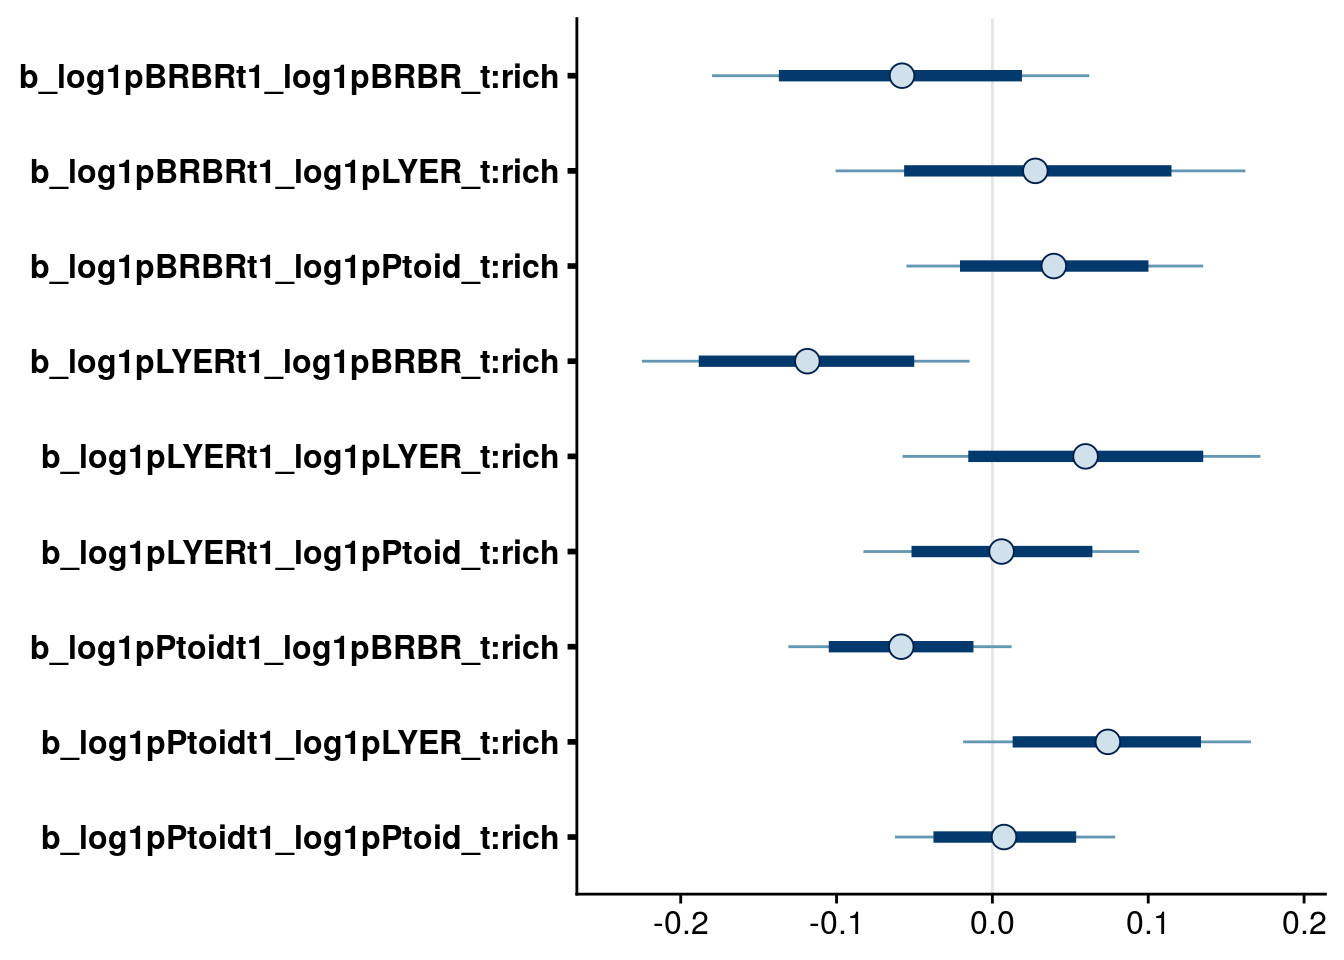 b_log1pBRBRt1_log1pBRBR_t:rich
b_log1pBRBRt1_log1pLYER_t:rich
b_log1pBRBRt1_log1pPtoid_t:rich
b_log1pLYERt1_log1pBRBR_t:rich
b_log1pLYERt1_log1pLYER_t:rich
b_log1pLYERt1_log1pPtoid_t:rich
b_log1pPtoidt1_log1pBRBR_t:rich
b_log1pPtoidt1_log1pLYER_t:rich
b_log1pPtoidt1_log1pPtoid_t:rich
-0.2 -0.1 0.0 0.1 0.2